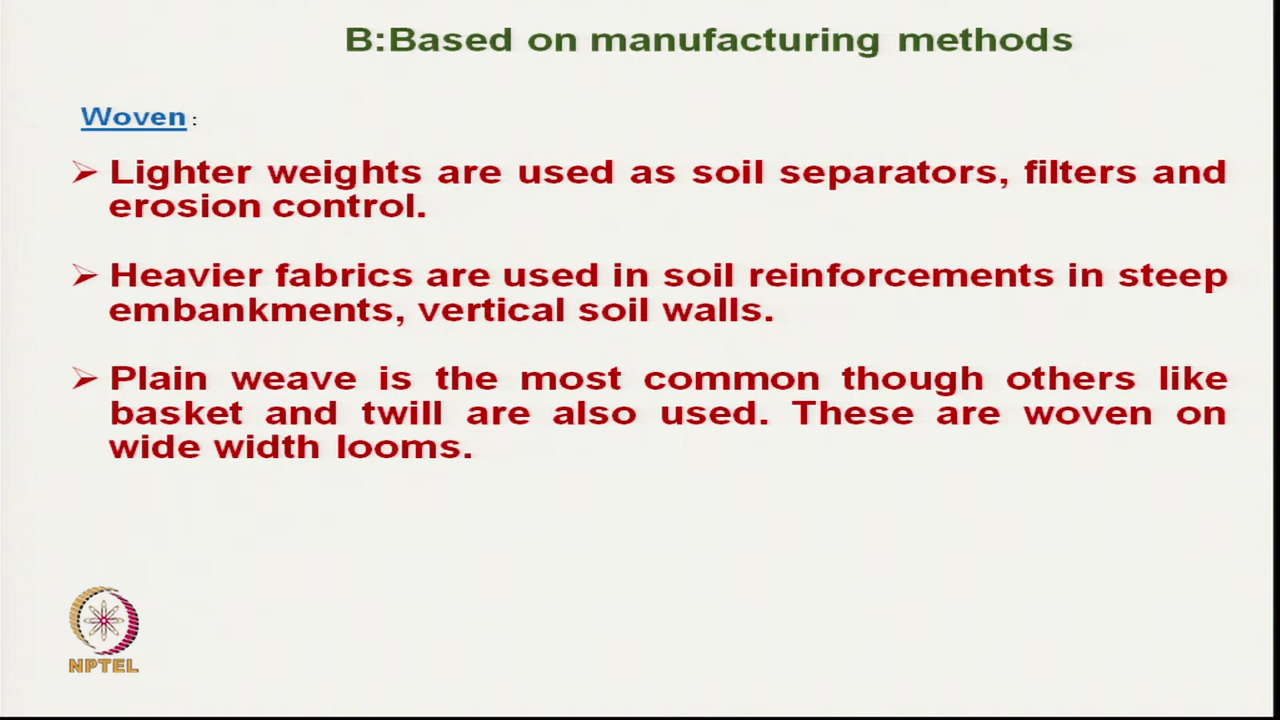 B:Based on manufacturing methods
Woven :
➢ Lighter weights are used as soil separators, filters and
erosion control.
➢ Heavier fabrics are used in soil reinforcements in steep
embankments, vertical soil walls.
➢ Plain weave is the most common though others like
basket and twill are also used. These are woven on
wide width looms.
NPTEL